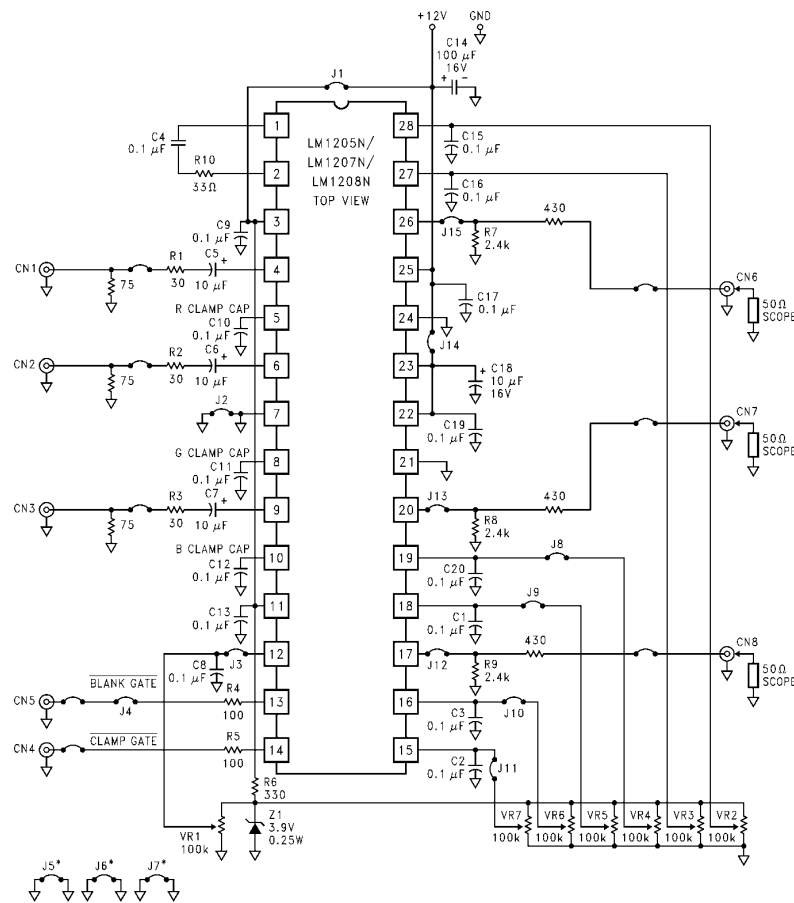 +12V GND
C14
100 µF
16V
+ −
J1
1 28
C4
0.1 µF
C15
0.1 µF
LM1205N/
LM1207N/
LM1208N
TOP VIEW
R10
33Ω
2 27
C16
0.1 µF
430
C9
0.1 µF
3 26
J15
R7
2.4k
CN1
75
R1
30
C5
+
10 µF
4 25
CN6
50Ω
SCOPE
C17
0.1 µF
R CLAMP CAP
C10
0.1 µF
5 24
J14
CN2
75
R2
30
C6
+
10 µF
6 23
+
C18
10 µF
16V
J2
7 22
C19
0.1 µF
CN7
50Ω
SCOPE
G CLAMP CAP
C11
0.1 µF
8 21
CN3
75
R3
30
C7
+
10 µF
9 20
J13
430
R8
2.4k
B CLAMP CAP
C12
0.1 µF
10 19
J8
C20
0.1 µF
C13
0.1 µF
11 18
J9
C1
0.1 µF
C8
0.1 µF
J3
12 17
J12
430
R9
2.4k
CN8
50Ω
SCOPE
BLANK GATE
CN5
J4
R4
100
13 16
C3
0.1 µF
J10
CLAMP GATE
CN4
R5
100
14 15
C2
0.1 µF
J11
R6
330
VR1
100k
Z1
3.9V
0.25W
VR7 VR6 VR5 VR4 VR3 VR2
100k 100k 100k 100k 100k 100k
J5* J6* J7*